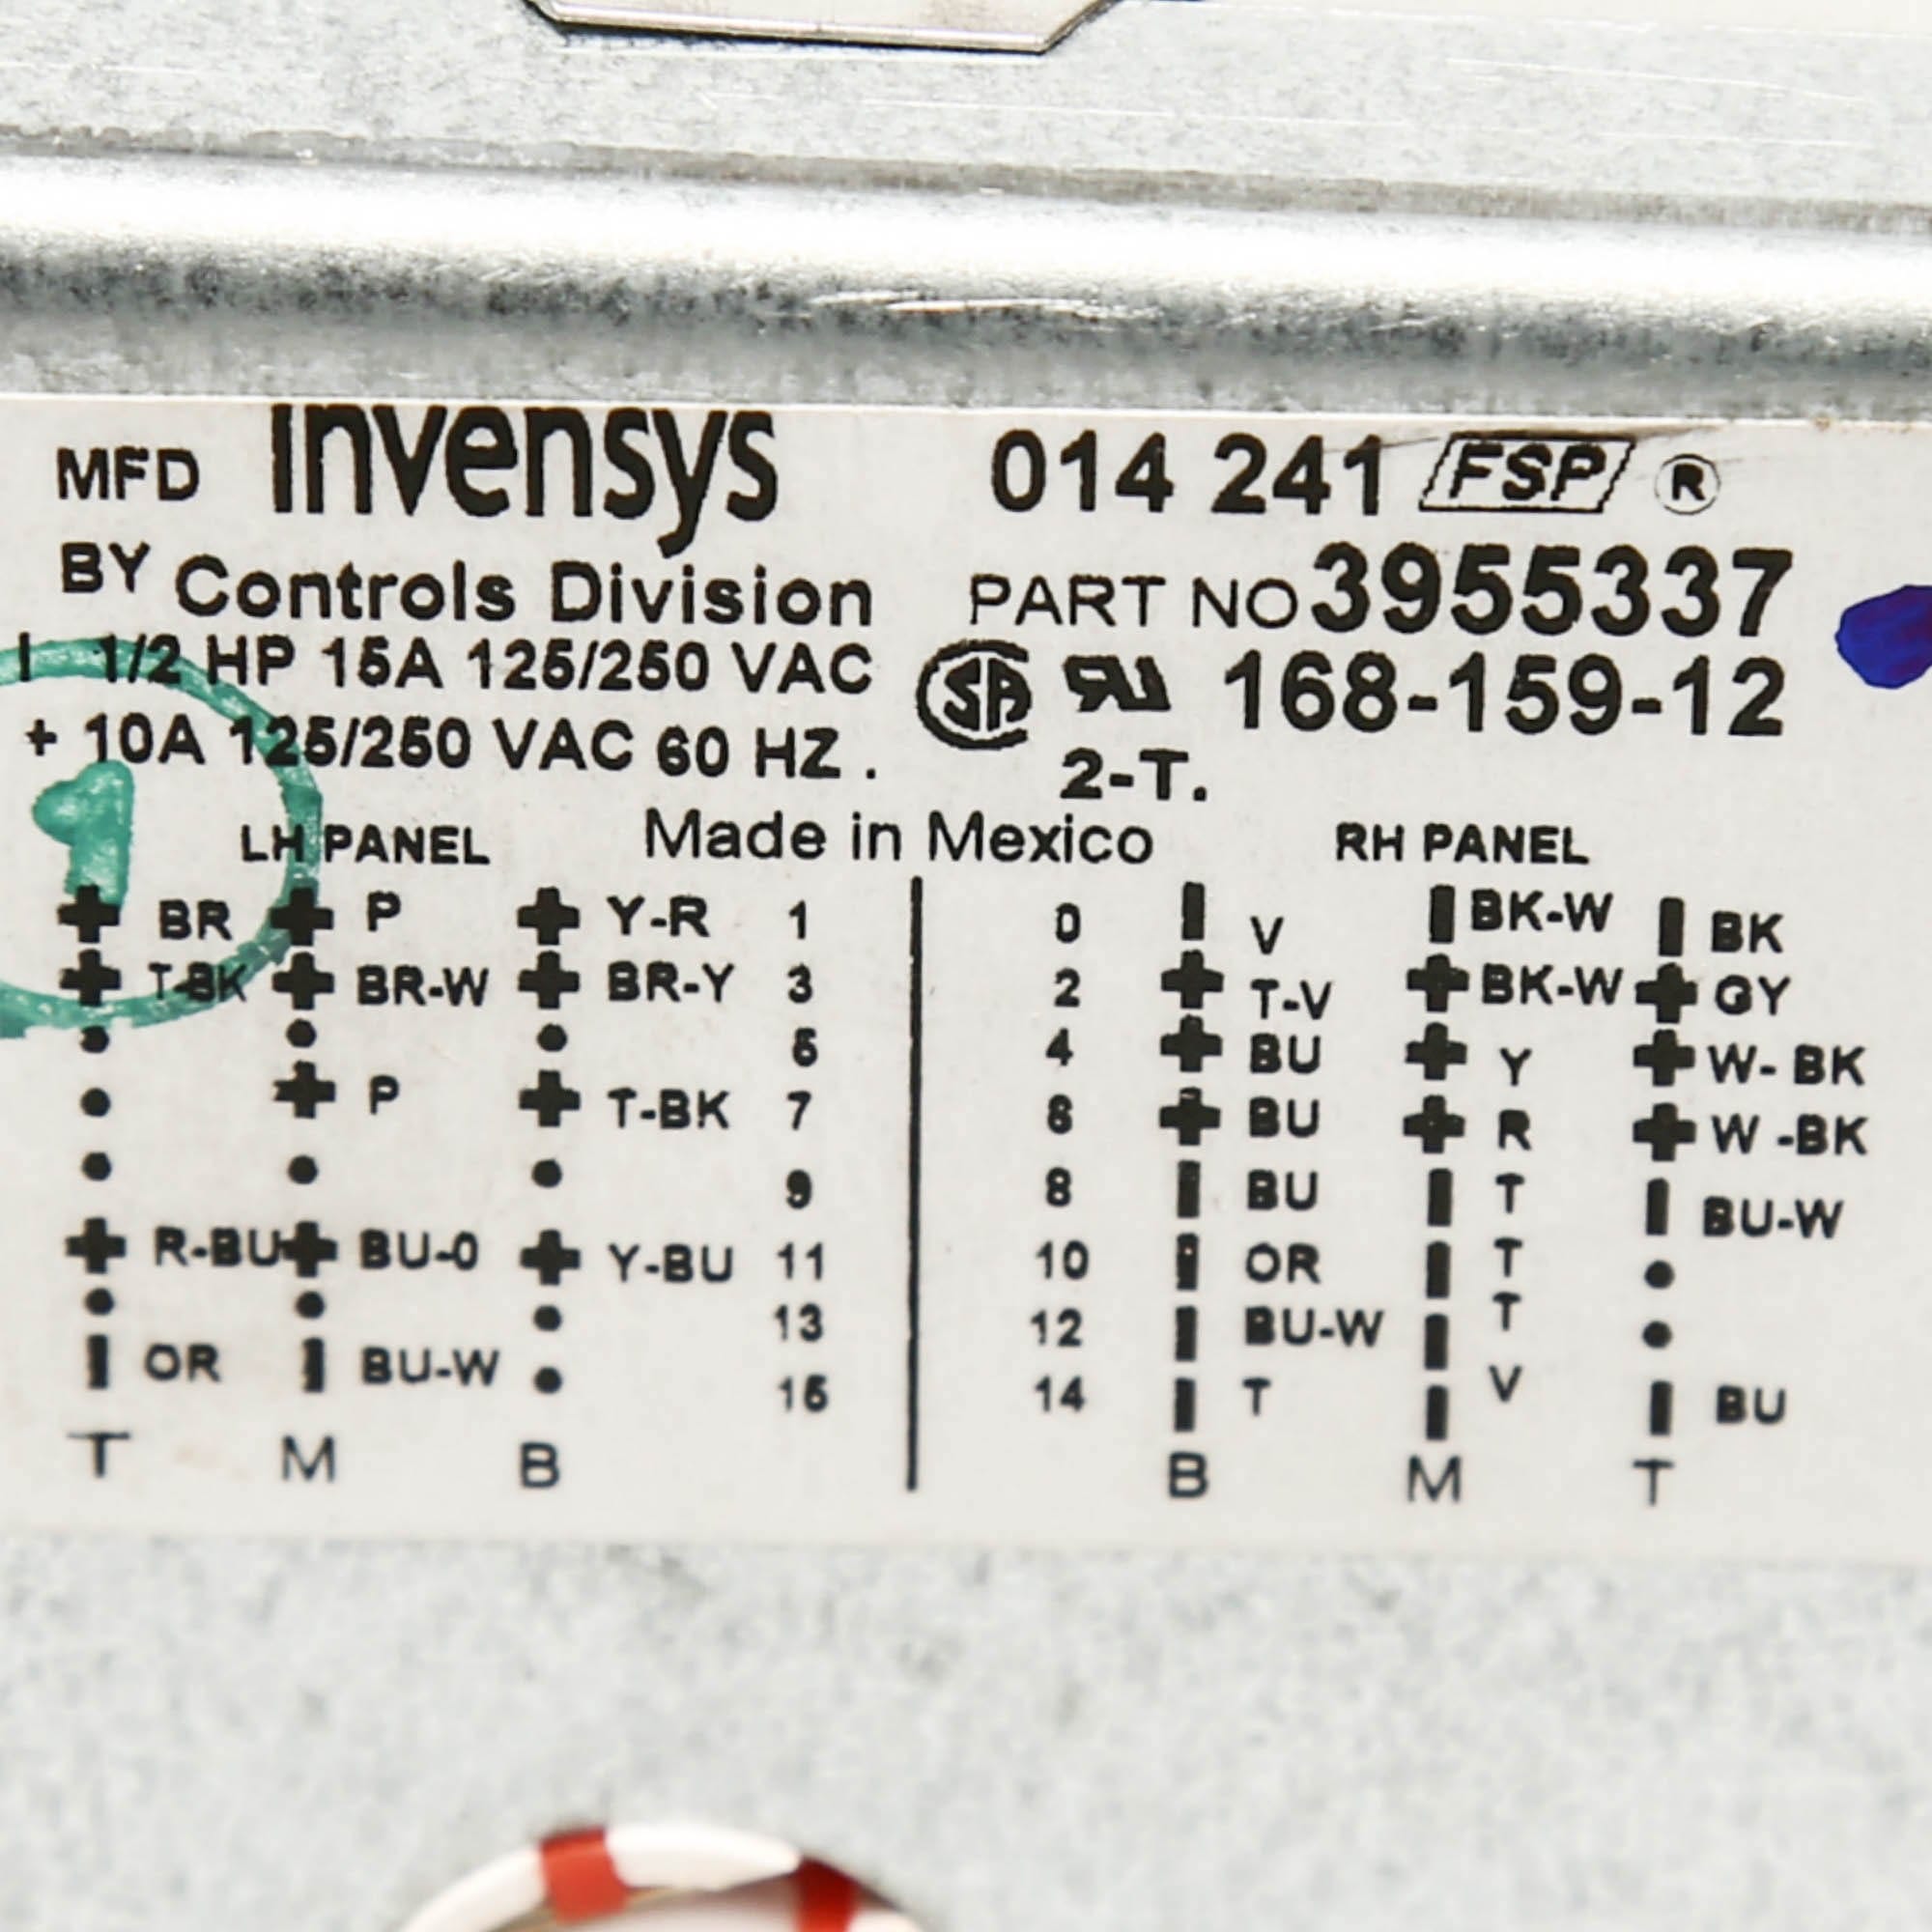 MFD invensys 014 241 FSP ®
BY Controls Division PART NO 3955337
I 1/2 HP 15A 125/250 VAC SA RU 168-159-12
+ 10A 125/250 VAC 60 HZ . 2-T.
1
LH PANEL Made in Mexico RH PANEL
BR P Y-R 1 0 V BK-W BK
T-BK BR-W BR-Y 3 2 T-V BK-W GY
5 4 BU Y W-BK
P T-BK 7 6 BU R W-BK
9 8 BU T BU-W
R-BU BU-0 Y-BU 11 10 OR T
13 12 BU-W T
OR BU-W 15 14 T V BU
T M B B M T